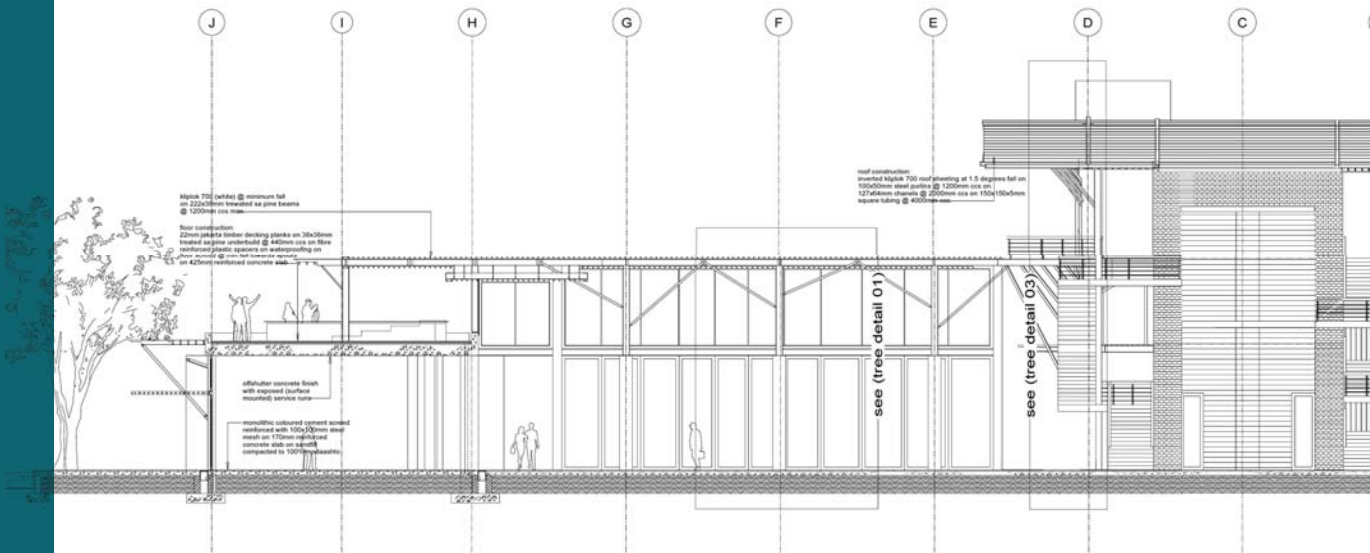 J I H G F E D C
kliplok 700 (white) @ minimum fall
on 222x38mm trewated sa pine beams
@ 1200mm ccs max.
floor construction
22mm jakarta timber decking planks on 38x38mm
treated sa pine underbuild @ 440mm ccs on fibre
reinforced plastic spacers on waterproofing on
on 425mm reinforced concrete slab
roof construction
inverted kliplok 700 roof sheeting at 1.5 degrees fall on
100x50mm steel purlins @ 1200mm ccs on
127x64mm chanels @ 2000mm ccs on 150x150x5mm
square tubing @ 4000mm ccs.
see (tree detail 01)
see (tree detail 03)
offshutter concrete finish
with exposed (surface
mounted) service runs
monolithic coloured cement screed
reinforced with 100x100mm steel
mesh on 170mm reinforced
concrete slab on sandfill
compacted to 100%